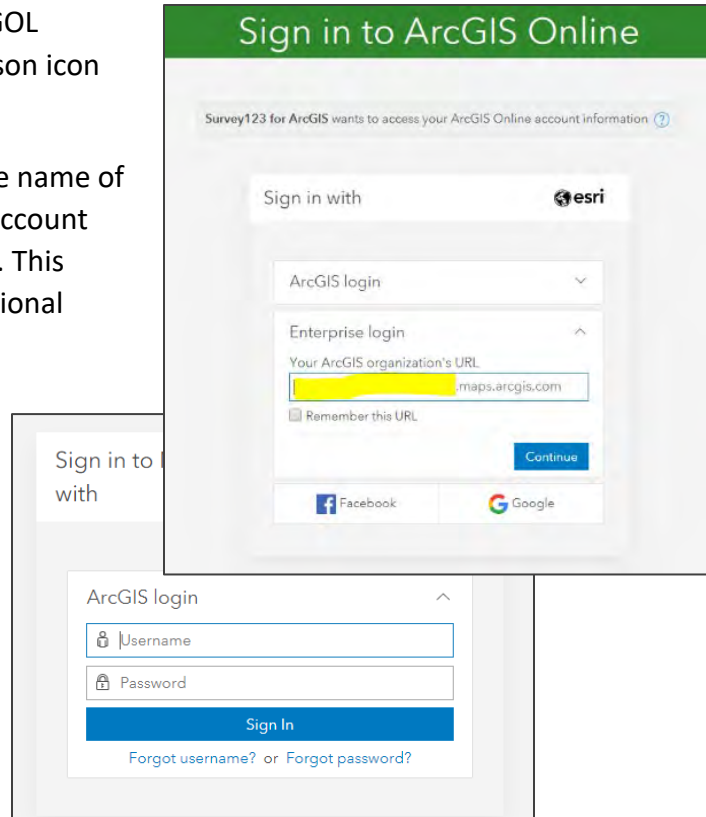 GOL
son icon
e name of
account
. This
ional
Sign in to ArcGIS Online
Survey123 for ArcGIS wants to access your ArcGIS Online account information ?
Sign in with
esri
ArcGIS login
Enterprise login
Your ArcGIS organization's URL
.maps.arcgis.com
Remember this URL
Continue
Facebook
Google
Sign in to
with
ArcGIS login
Username
Password
Sign In
Forgot username? or Forgot password?